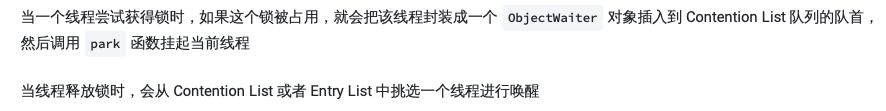 当一个线程尝试获得锁时，如果这个锁被占用，就会把该线程封装成一个 ObjectWaiter 对象插入到 Contention List 队列的队首，
然后调用 park 函数挂起当前线程
当线程释放锁时，会从 Contention List 或者 Entry List 中挑选一个线程进行唤醒